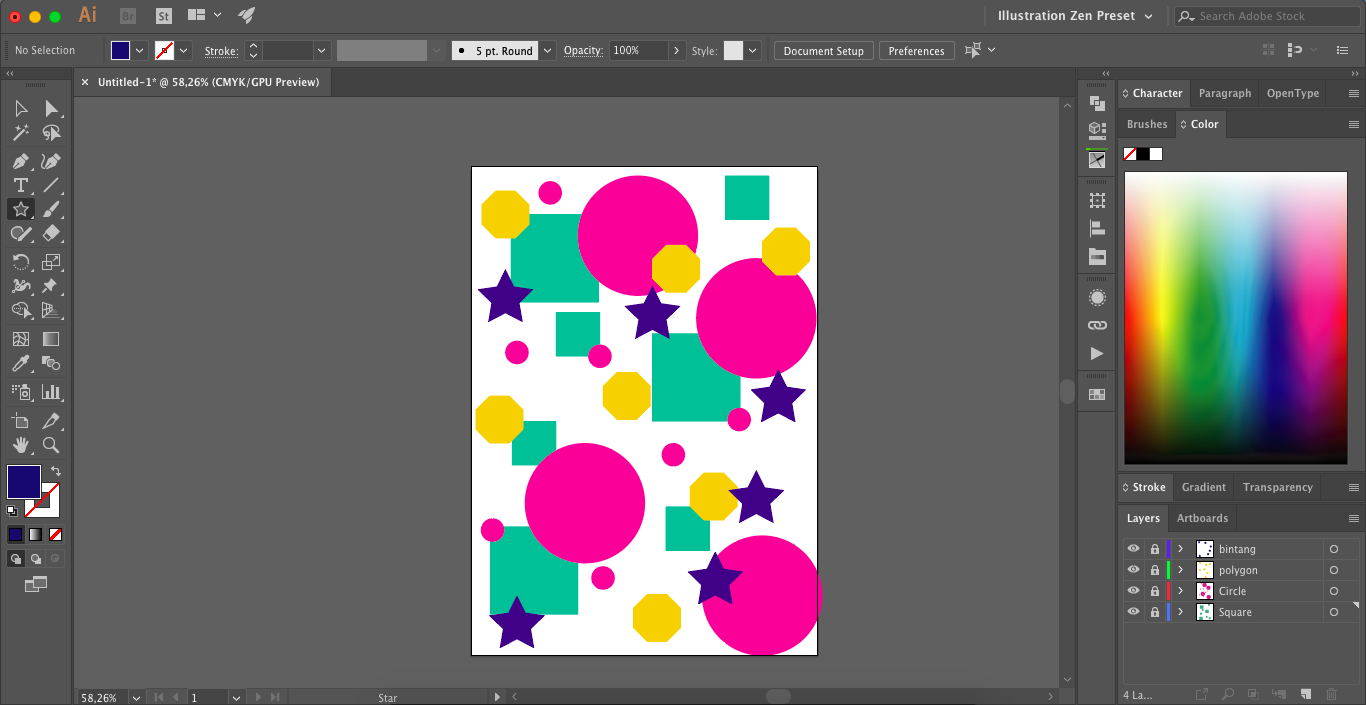 Ai Br St Illustration Zen Preset Search Adobe Stock
No Selection Stroke: 5 pt. Round Opacity: 100% Style: Document Setup Preferences
× Untitled-1* @ 58,26% (CMYK/GPU Preview)
Character Paragraph OpenType
Brushes Color
Stroke Gradient Transparency
Layers Artboards
bintang
polygon
Circle
Square
4 La...
58,26% 1 Star